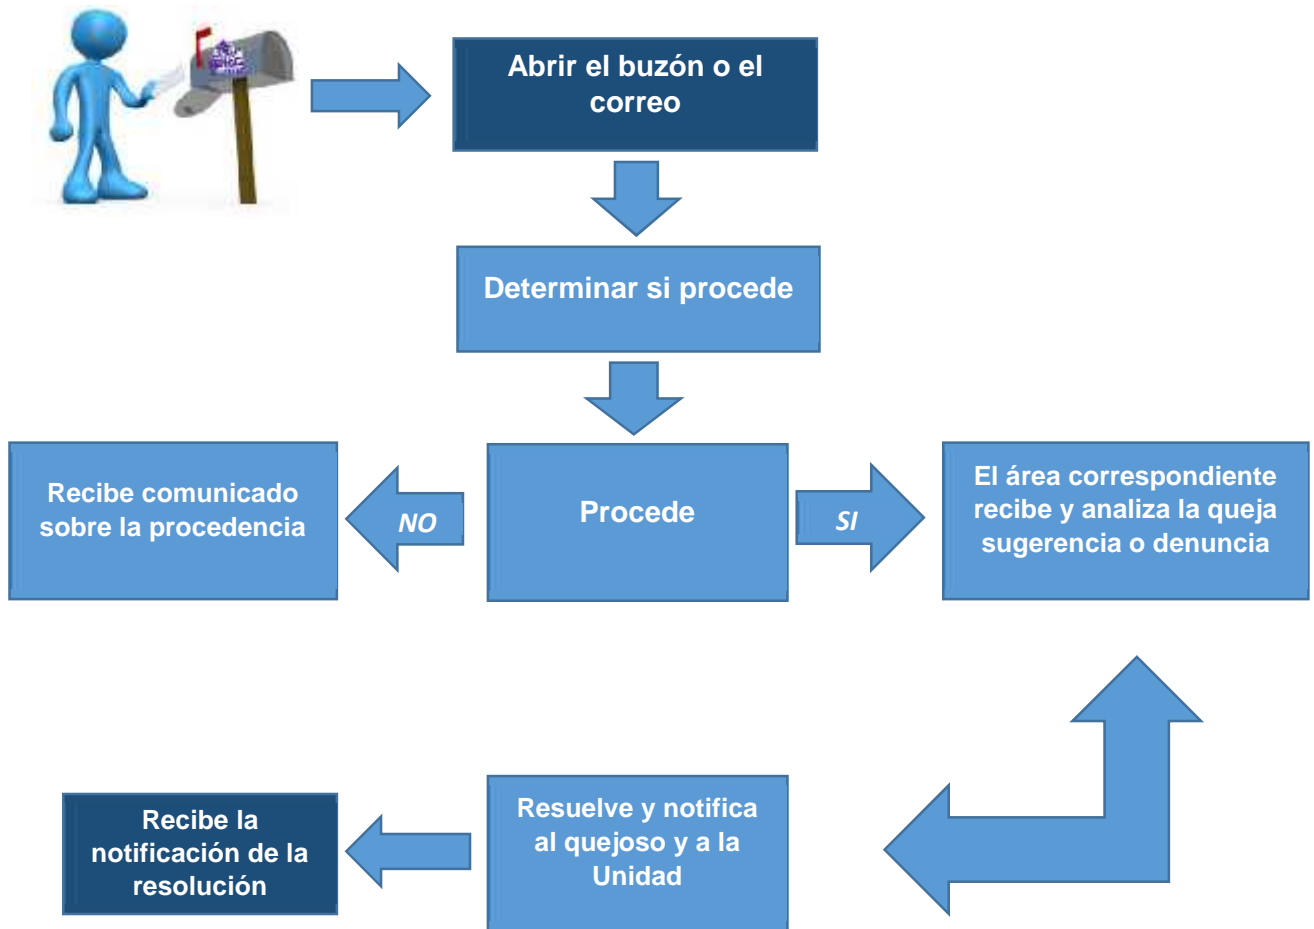 Abrir el buzón o el
correo
Determinar si procede
Recibe comunicado
sobre la procedencia
NO
Procede
SI
El área correspondiente
recibe y analiza la queja
sugerencia o denuncia
Recibe la
notificación de la
resolución
Resuelve y notifica
al quejoso y a la
Unidad